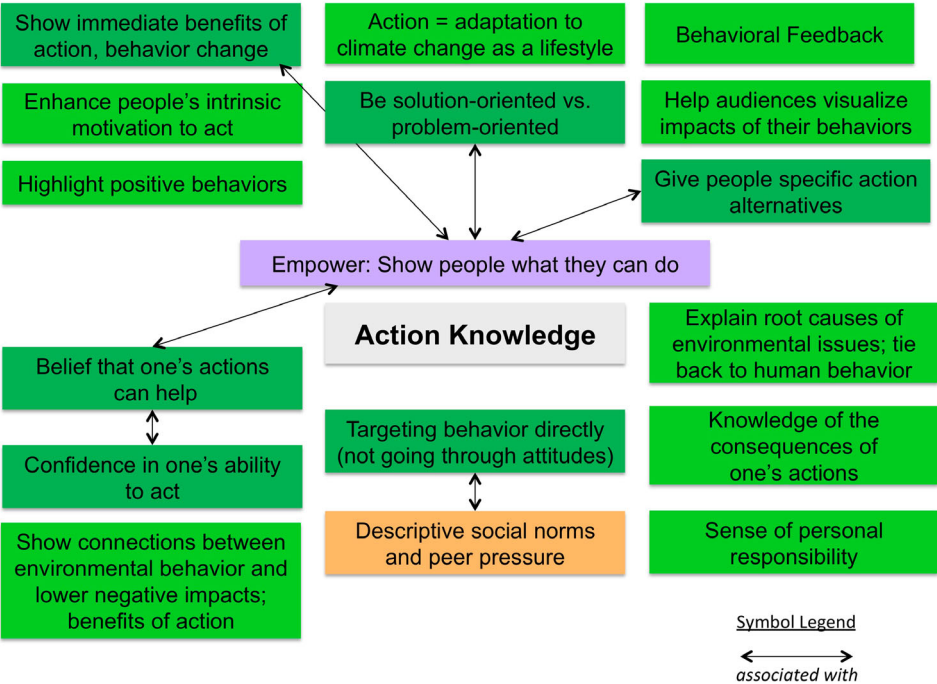 Show immediate benefits of
action, behavior change
Action = adaptation to
climate change as a lifestyle
Behavioral Feedback
Enhance people's intrinsic
motivation to act
Be solution-oriented vs.
problem-oriented
Help audiences visualize
impacts of their behaviors
Highlight positive behaviors
Give people specific action
alternatives
Empower: Show people what they can do
Action Knowledge
Explain root causes of
environmental issues; tie
back to human behavior
Belief that one's actions
can help
Targeting behavior directly
(not going through attitudes)
Knowledge of the
consequences of
one's actions
Confidence in one's ability
to act
Descriptive social norms
and peer pressure
Sense of personal
responsibility
Show connections between
environmental behavior and
lower negative impacts;
benefits of action
Symbol Legend
associated with